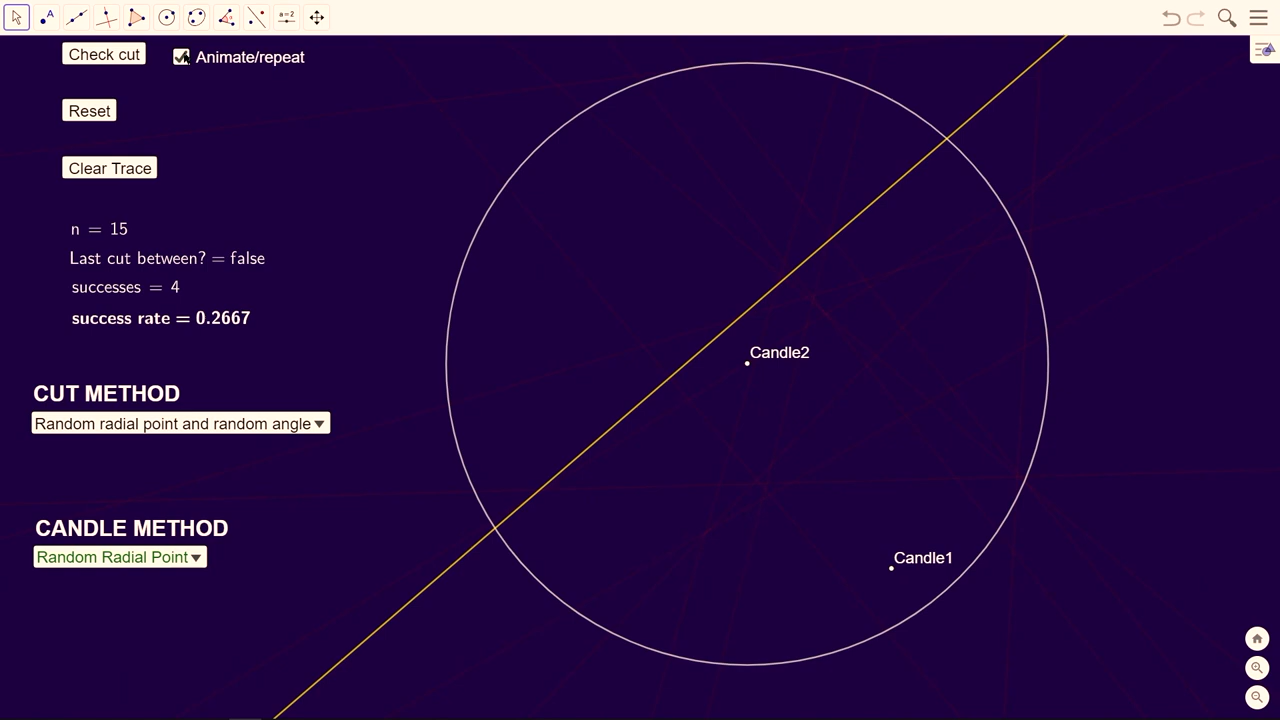 A
a=2
Check cut
Animate/repeat
Reset
Clear Trace
n = 15
Last cut between? = false
successes = 4
success rate = 0.2667
Candle2
CUT METHOD
Random radial point and random angle
CANDLE METHOD
Random Radial Point
Candle1